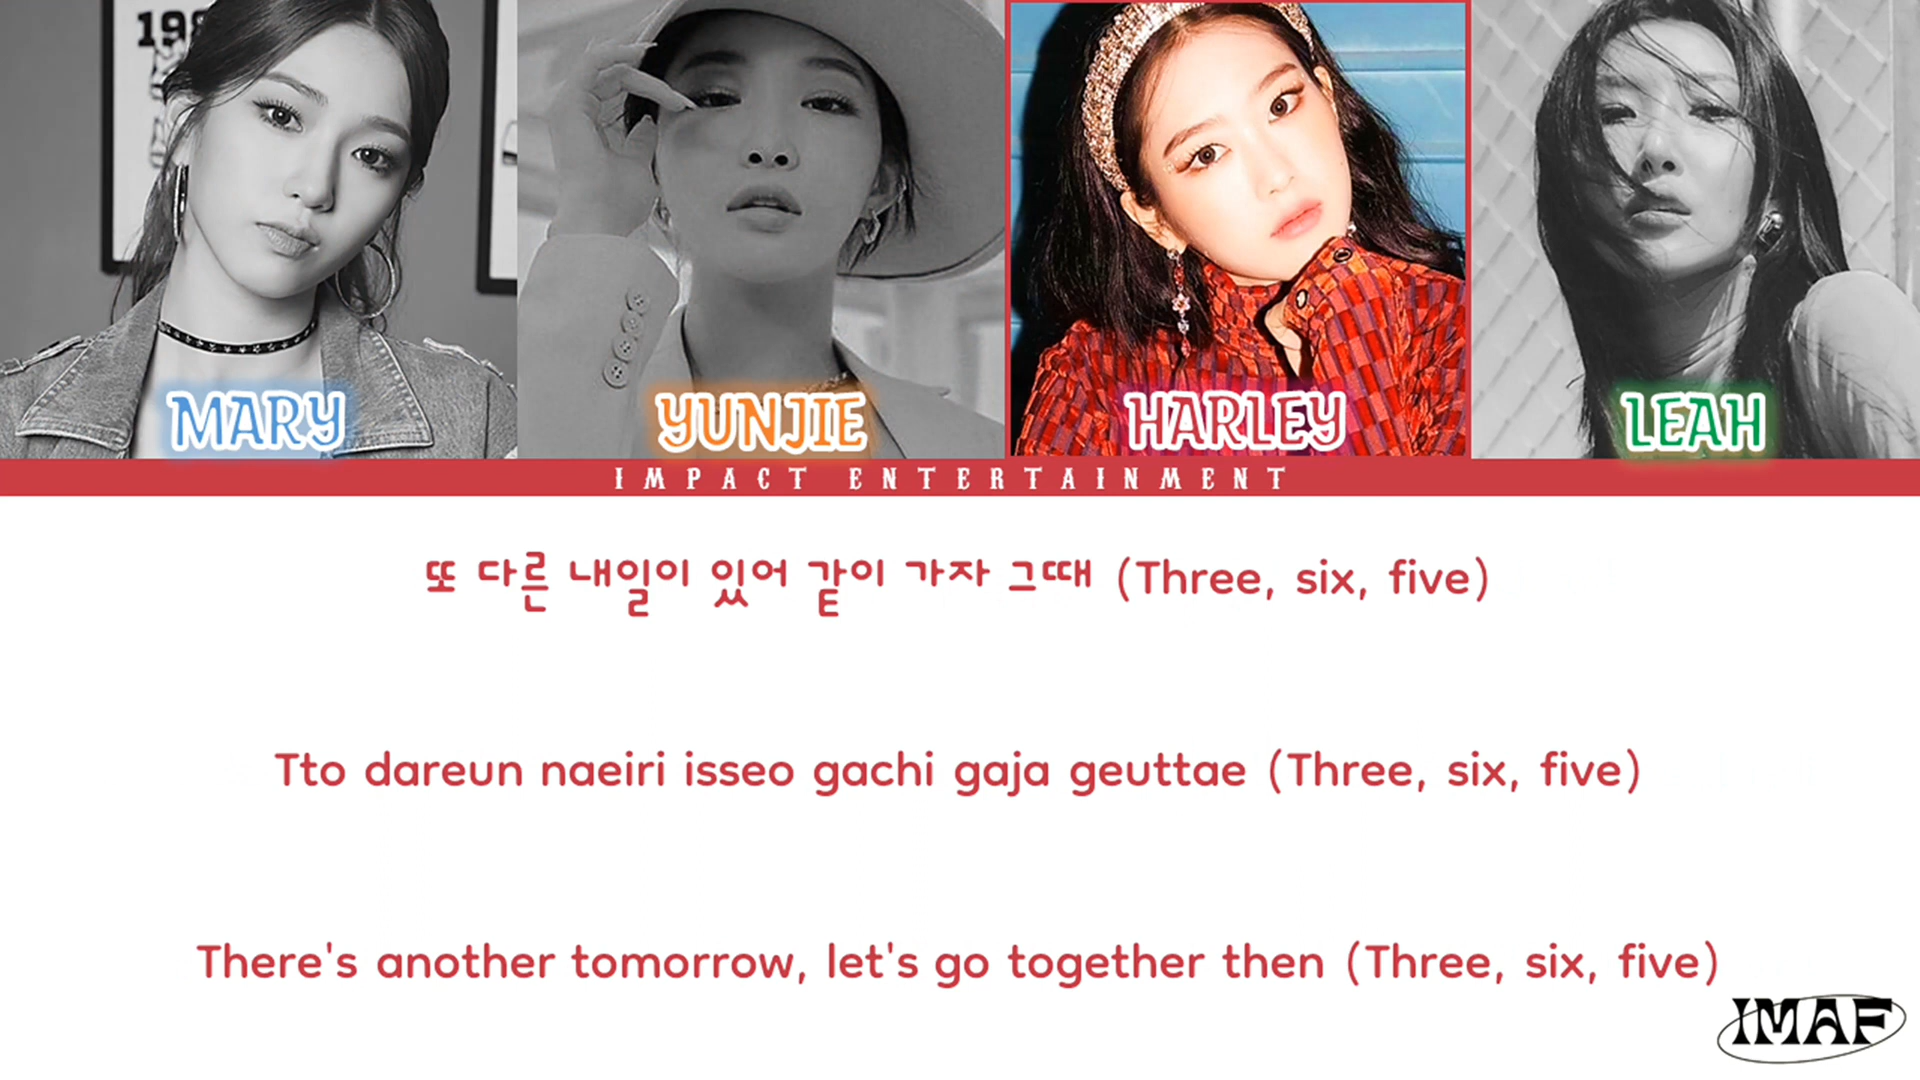 198
MARY
YUNJIE
HARLEY
LEAH
IMPACT ENTERTAINMENT
또 다른 내일이 있어 같이 가자 그때 (Three, six, five)
Tto dareun naeiri isseo gachi gaja geuttae (Three, six, five)
There's another tomorrow, let's go together then (Three, six, five)
IMAF